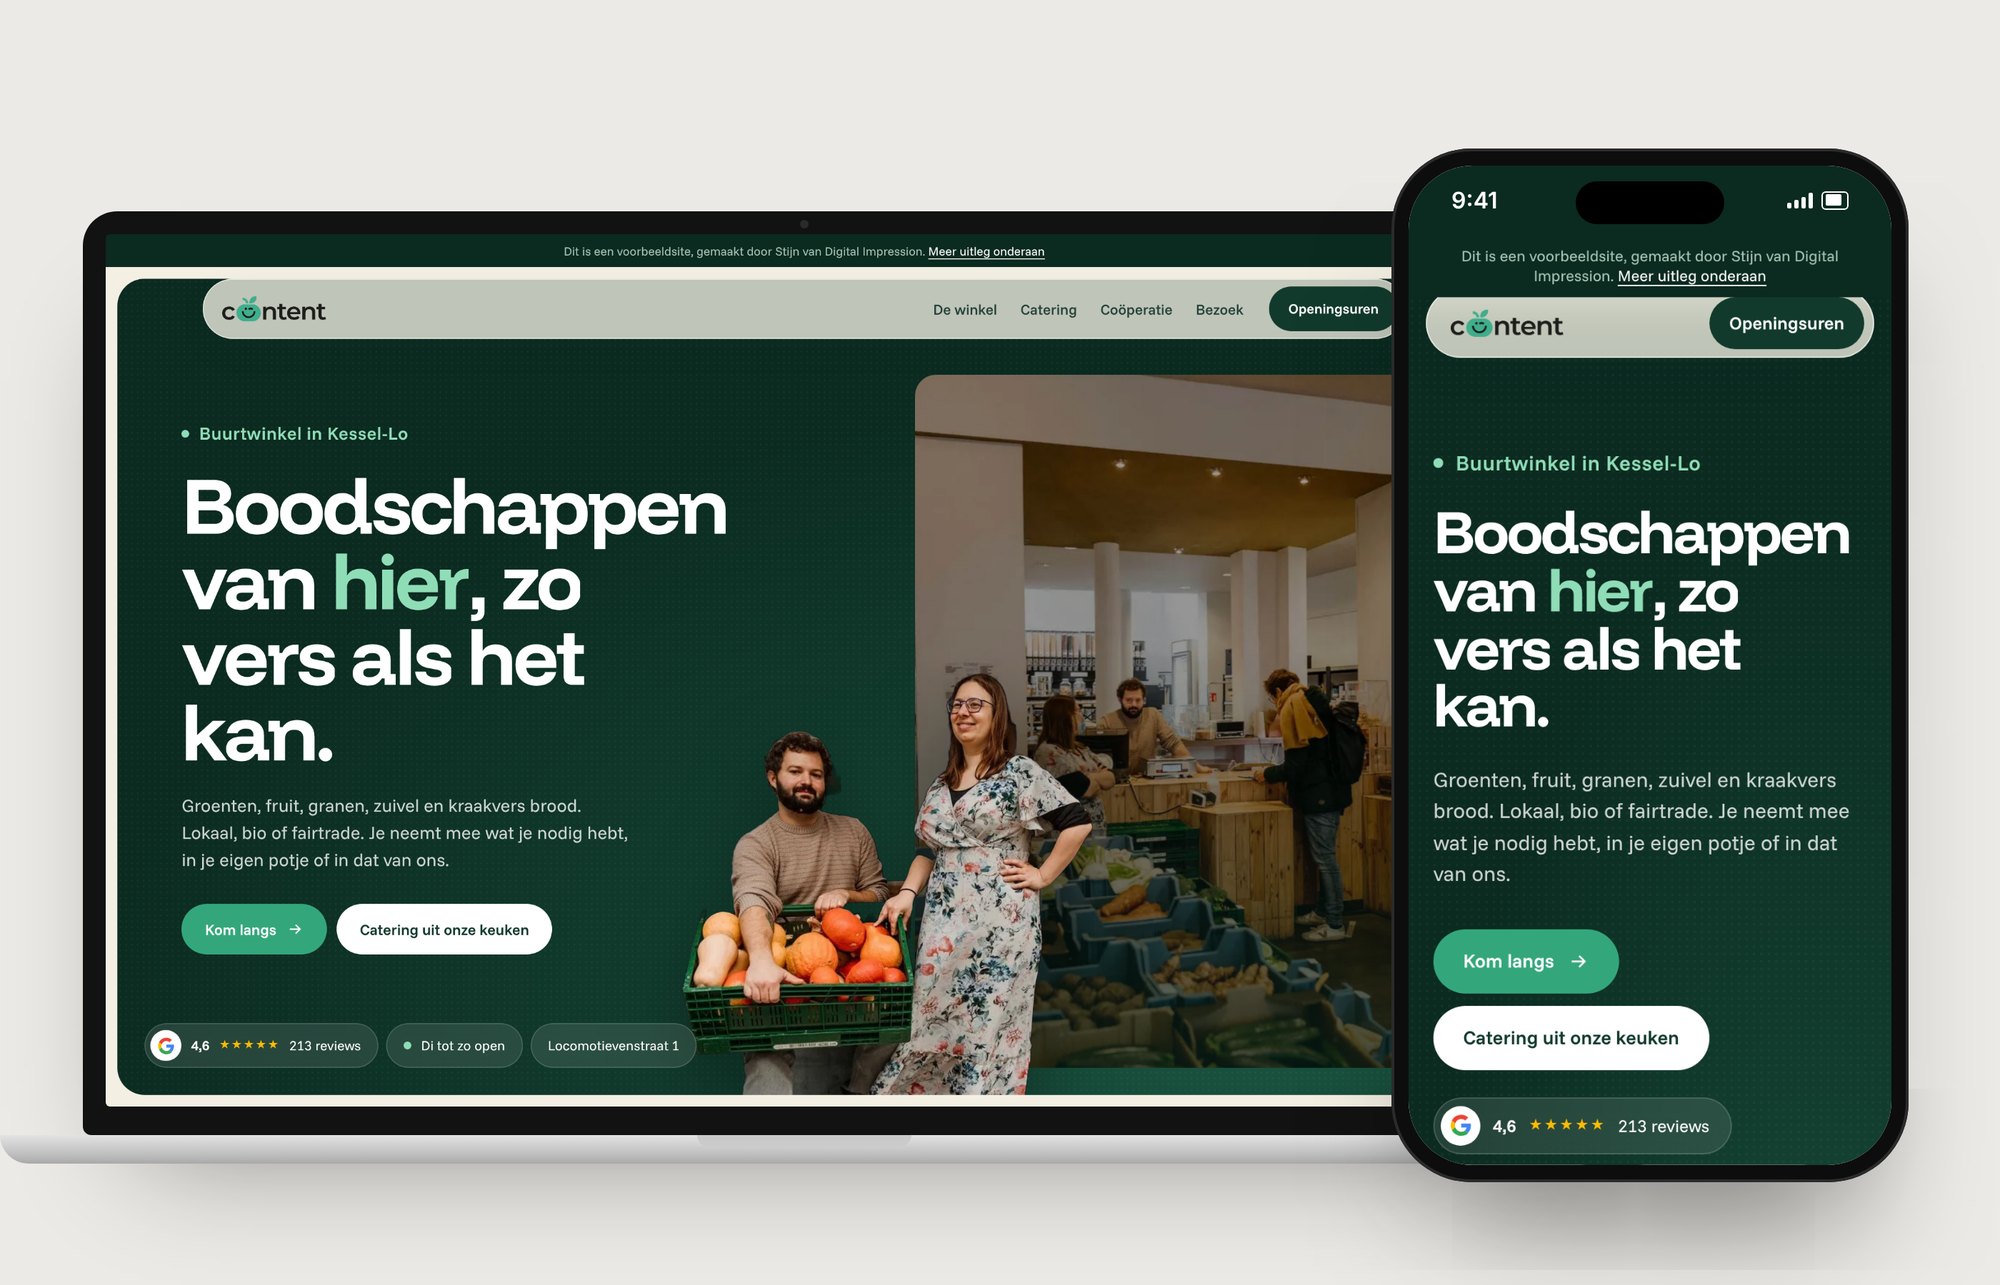 Dit is een voorbeeldsite, gemaakt door Stijn van Digital Impression. Meer uitleg onderaan
content
De winkel
Catering
Coöperatie
Bezoek
Openingsuren
Buurtwinkel in Kessel-Lo
Boodschappen
van hier, zo
vers als het
kan.
Groenten, fruit, granen, zuivel en kraakvers brood.
Lokaal, bio of fairtrade. Je neemt mee wat je nodig hebt,
in je eigen potje of in dat van ons.
Kom langs →
Catering uit onze keuken
G 4,6 ★★★★★ 213 reviews
Di tot zo open
Locomotievenstraat 1
9:41
Dit is een voorbeeldsite, gemaakt door Stijn van Digital
Impression. Meer uitleg onderaan
content
Openingsuren
Buurtwinkel in Kessel-Lo
Boodschappen
van hier, zo
vers als het
kan.
Groenten, fruit, granen, zuivel en kraakvers
brood. Lokaal, bio of fairtrade. Je neemt mee
wat je nodig hebt, in je eigen potje of in dat
van ons.
Kom langs →
Catering uit onze keuken
G 4,6 ★★★★★ 213 reviews